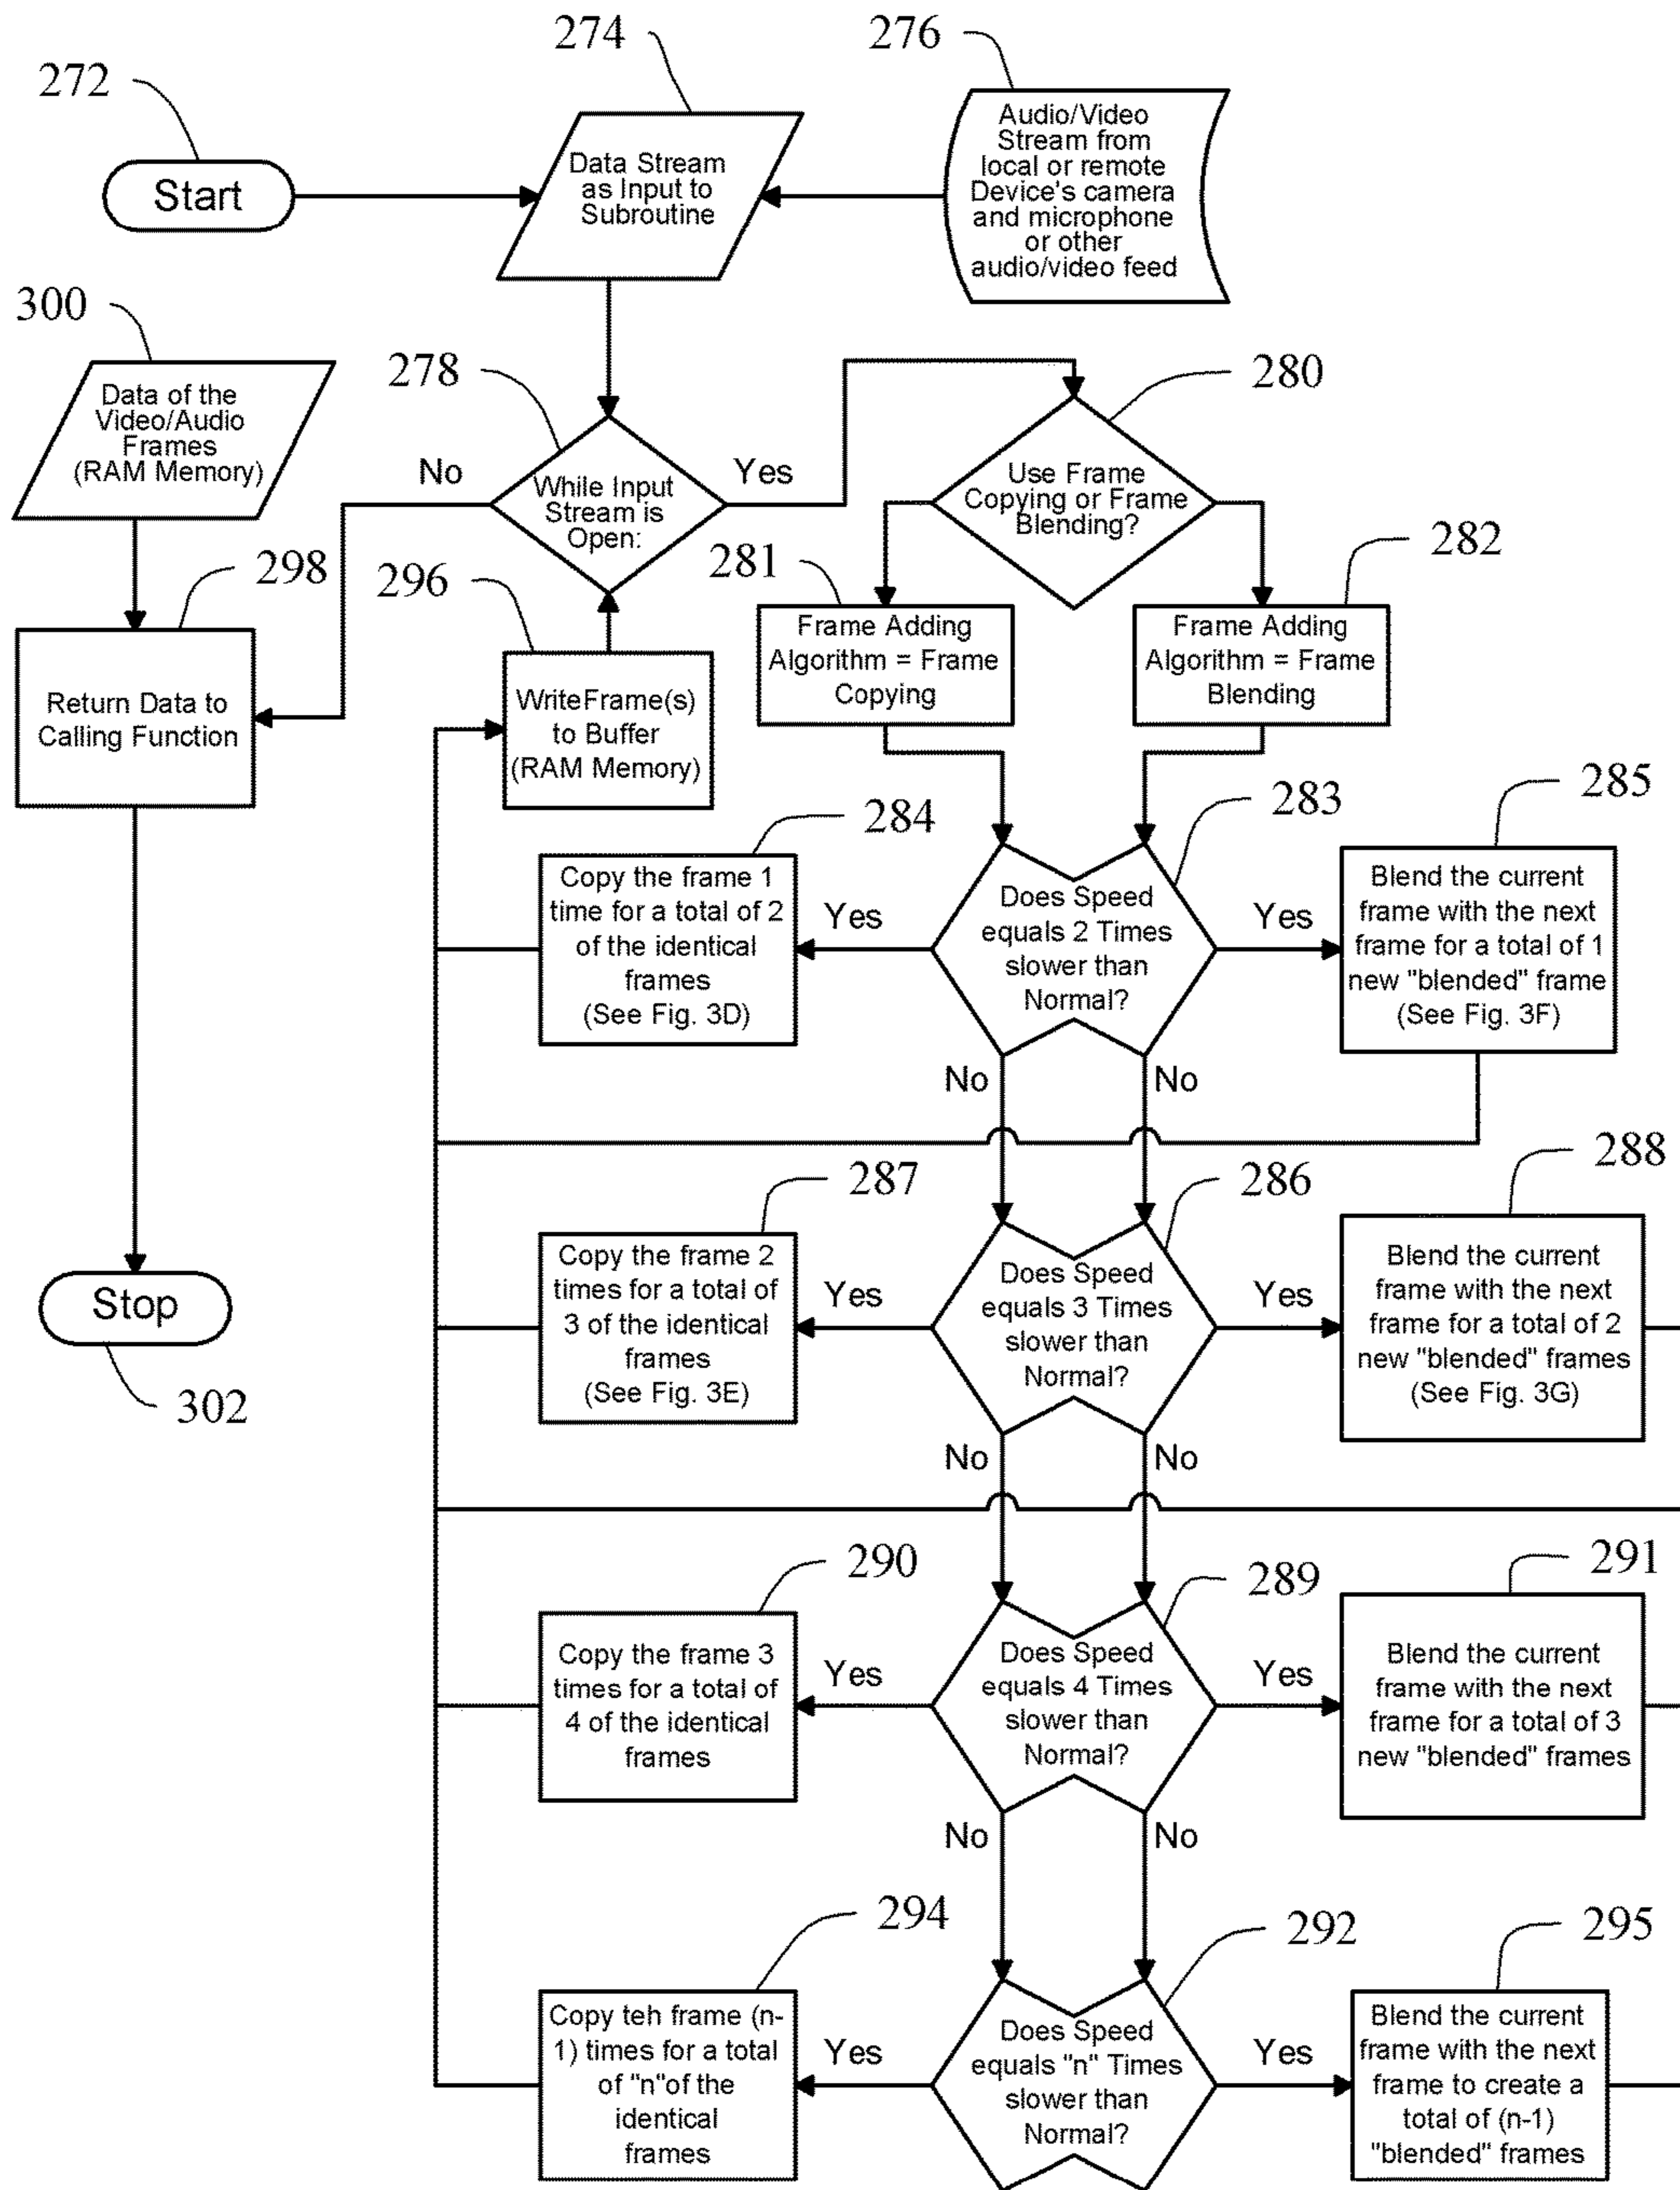 274
276
272
Start
Data Stream
as Input to
Subroutine
Audio/Video
Stream from
local or remote
Device's camera
and microphone
or other
audio/video feed
300
Data of the
Video/Audio
Frames
(RAM Memory)
278
280
No
While Input
Stream is
Open:
Yes
Use Frame
Copying or Frame
Blending?
298
296
281
282
Return Data to
Calling Function
WriteFrame(s)
to Buffer
(RAM Memory)
Frame Adding
Algorithm = Frame
Copying
Frame Adding
Algorithm = Frame
Blending
284
283
285
Copy the frame 1
time for a total of 2
of the identical
frames
(See Fig. 3D)
Yes
Does Speed
equals 2 Times
slower than
Normal?
Yes
Blend the current
frame with the next
frame for a total of 1
new "blended" frame
(See Fig. 3F)
No
No
287
286
288
Copy the frame 2
times for a total of
3 of the identical
frames
(See Fig. 3E)
Yes
Does Speed
equals 3 Times
slower than
Normal?
Yes
Blend the current
frame with the next
frame for a total of 2
new "blended" frames
(See Fig. 3G)
Stop
302
No
No
290
289
291
Copy the frame 3
times for a total of
4 of the identical
frames
Yes
Does Speed
equals 4 Times
slower than
Normal?
Yes
Blend the current
frame with the next
frame for a total of 3
new "blended" frames
No
No
294
292
295
Copy teh frame (n-
1) times for a total
of "n"of the
identical
frames
Yes
Does Speed
equals "n" Times
slower than
Normal?
Yes
Blend the current
frame with the next
frame to create a
total of (n-1)
"blended" frames